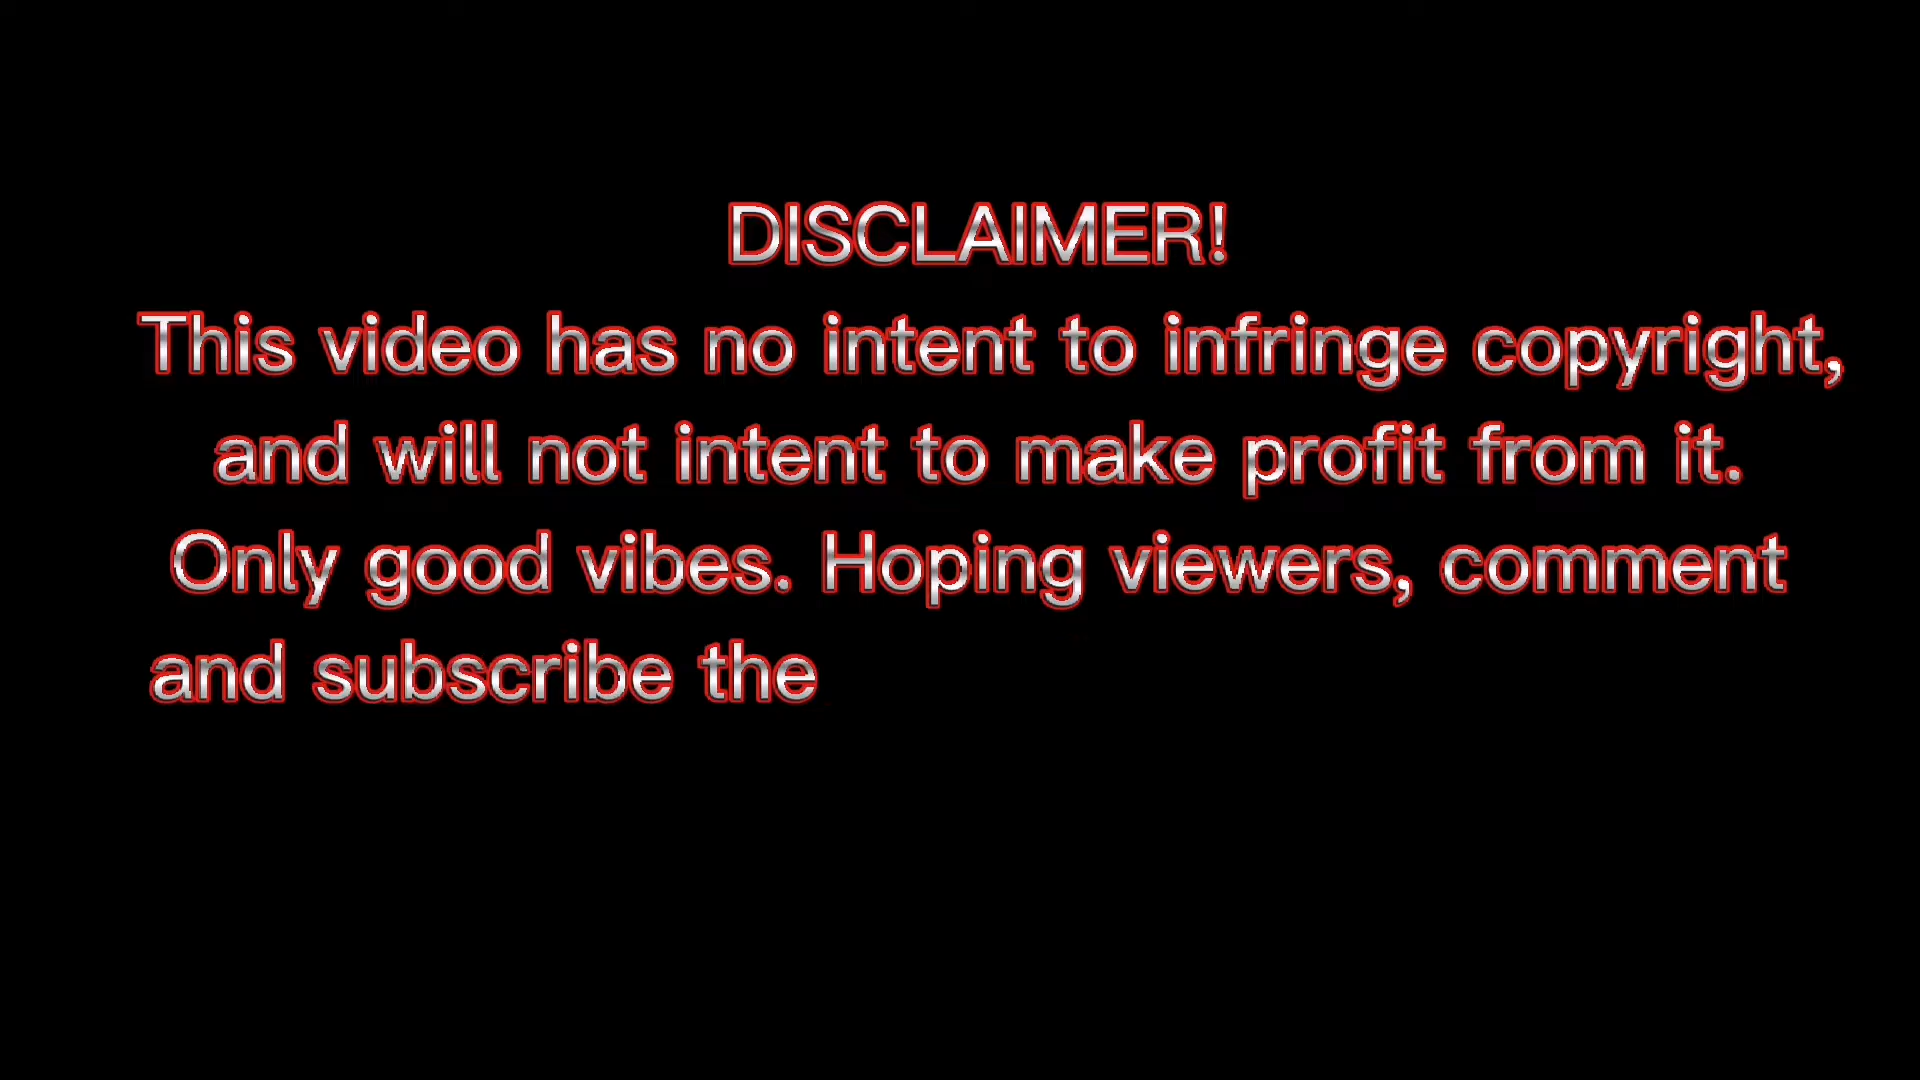 DISCLAIMER!
This video has no intent to infringe copyright,
and will not intent to make profit from it.
Only good vibes. Hoping viewers, comment
and subscribe the